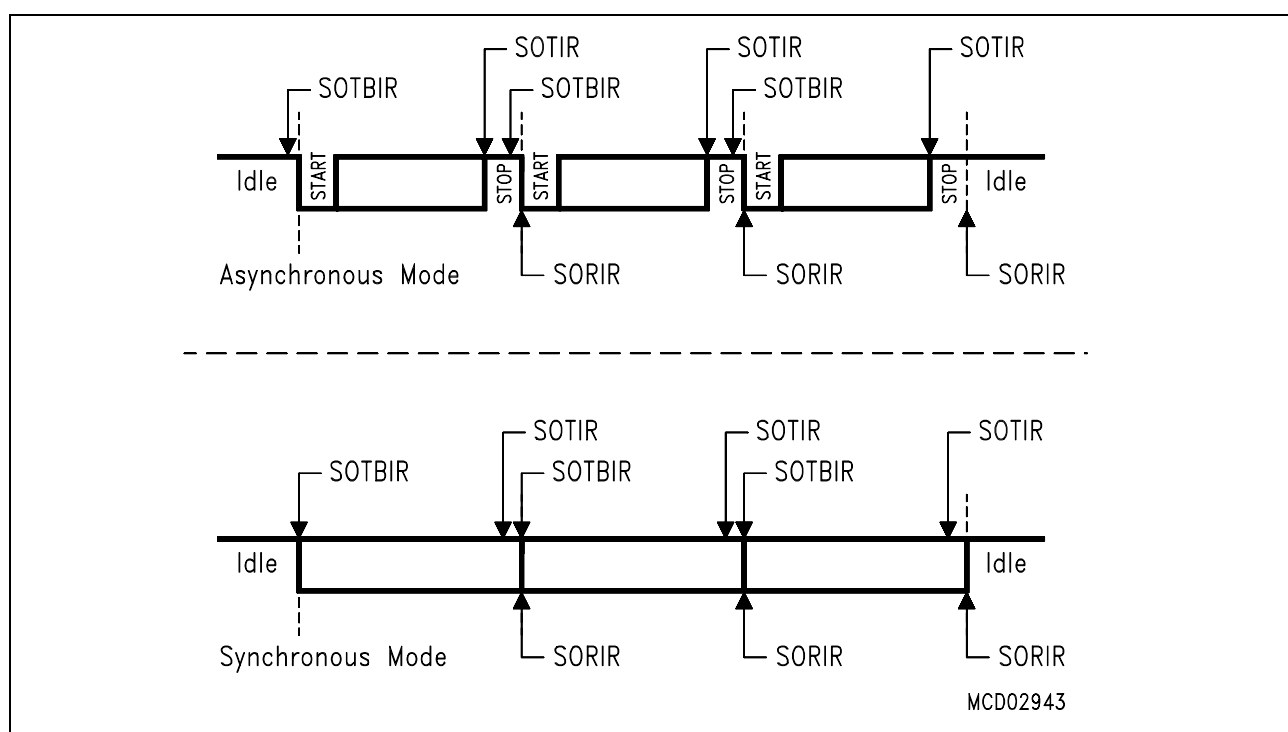 SOTIR SOTIR SOTIR
SOTBIR SOTBIR SOTBIR
Idle START STOP START STOP START STOP Idle
Asynchronous Mode SORIR SORIR SORIR
SOTIR SOTIR SOTIR
SOTBIR SOTBIR SOTBIR
Idle Idle
Synchronous Mode SORIR SORIR SORIR
MCD02943